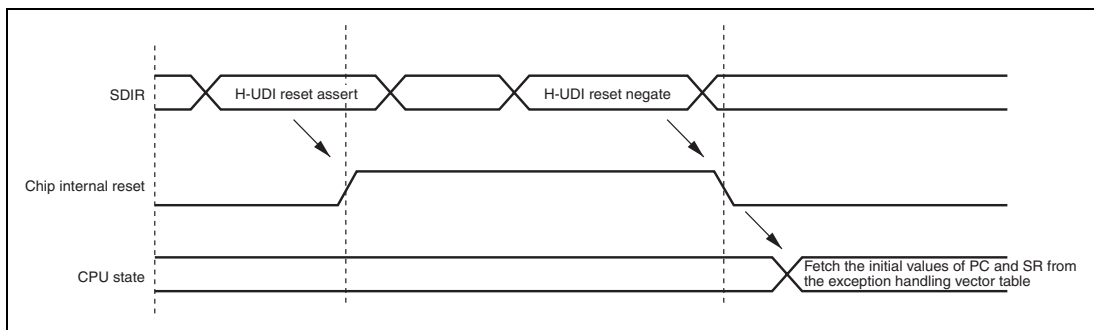 SDIR
H-UDI reset assert
H-UDI reset negate
Chip internal reset
CPU state
Fetch the initial values of PC and SR from
the exception handling vector table